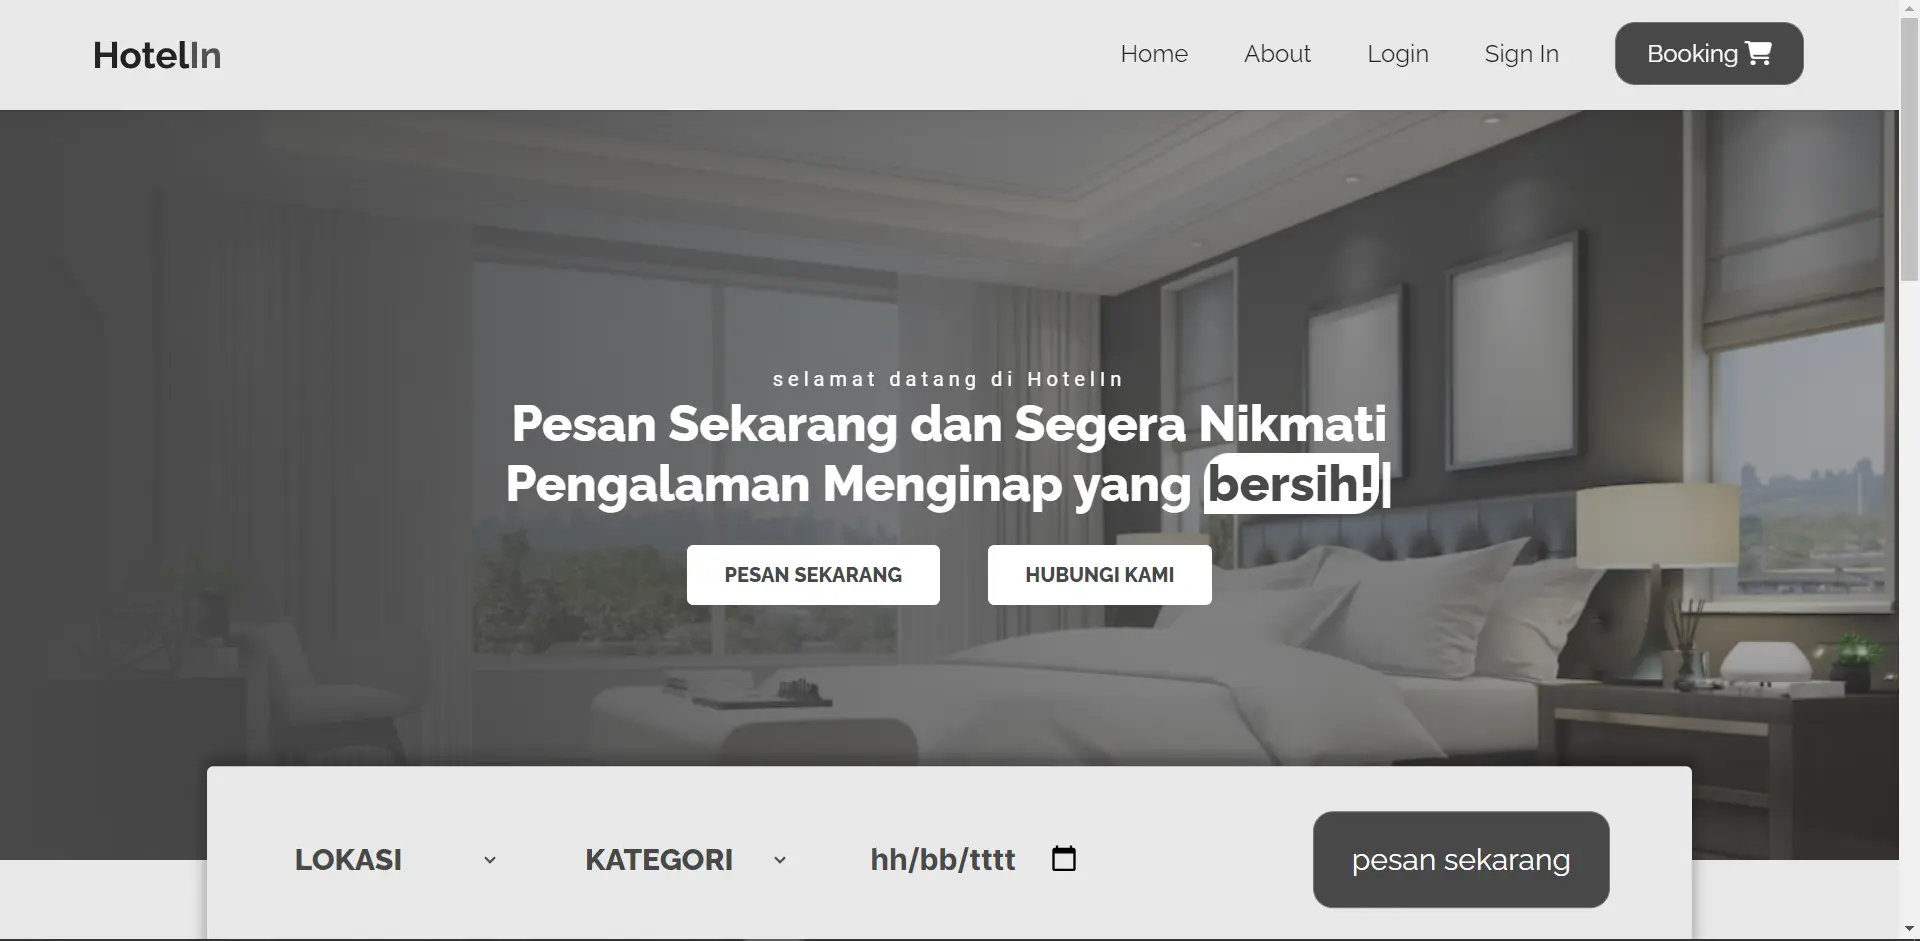 HotelIn
Home
About
Login
Sign In
Booking
selamat datang di HotelIn
Pesan Sekarang dan Segera Nikmati
Pengalaman Menginap yang bersih!|
PESAN SEKARANG
HUBUNGI KAMI
LOKASI
KATEGORI
hh/bb/tttt
pesan sekarang